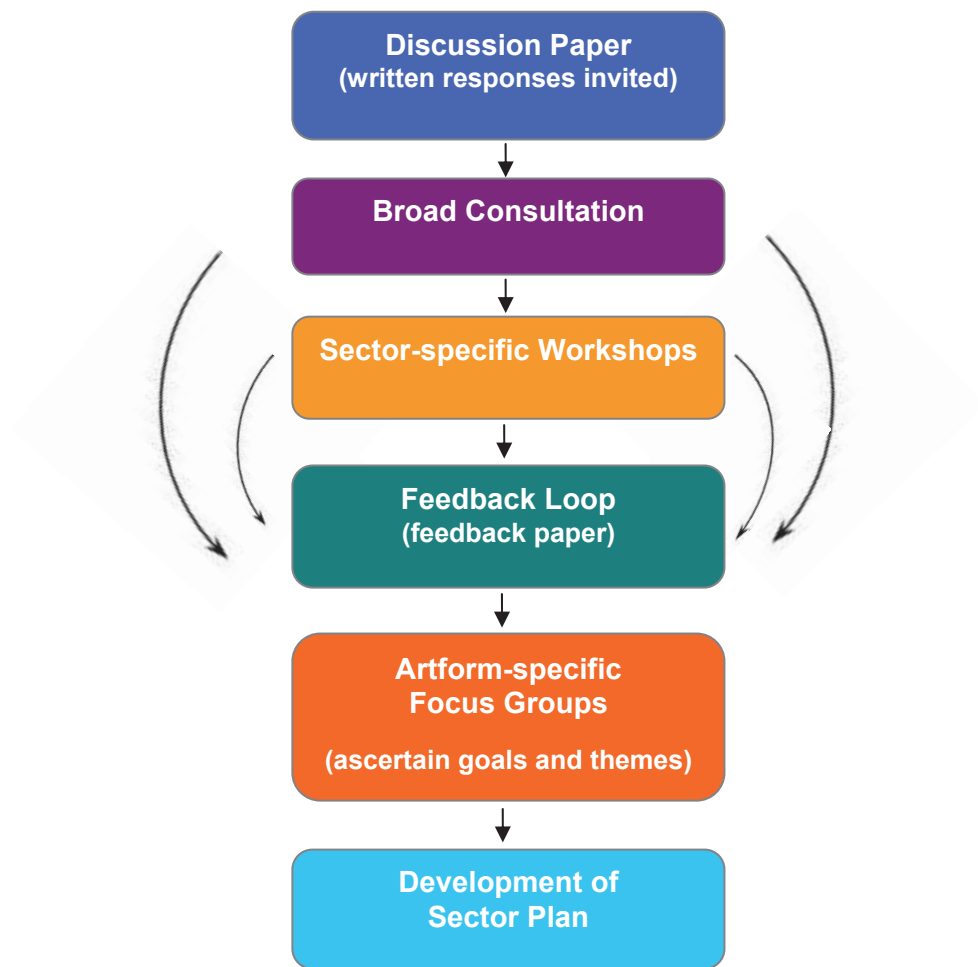 Discussion Paper
(written responses invited)
Broad Consultation
Sector-specific Workshops
Feedback Loop
(feedback paper)
Artform-specific
Focus Groups
(ascertain goals and themes)
Development of
Sector Plan